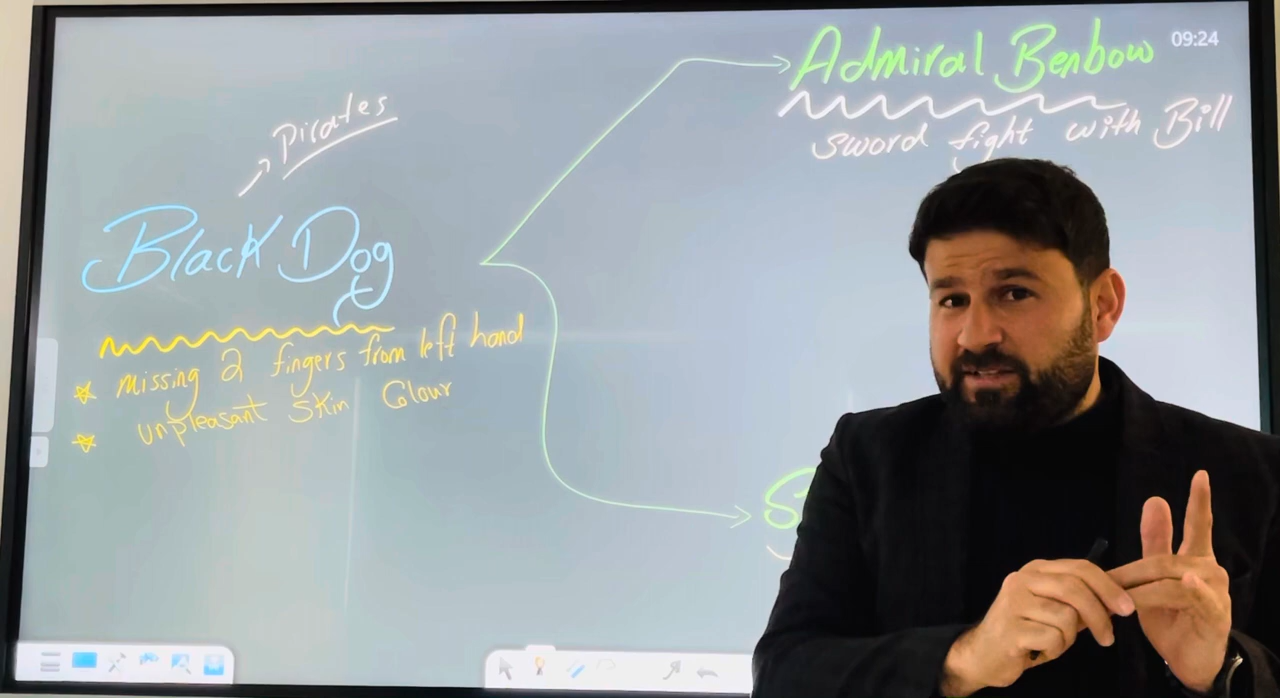 Admiral Benbow
09:24
sword fight with Bill
Pirates
Black Dog
missing 2 fingers from left hand
unpleasant skin Colour